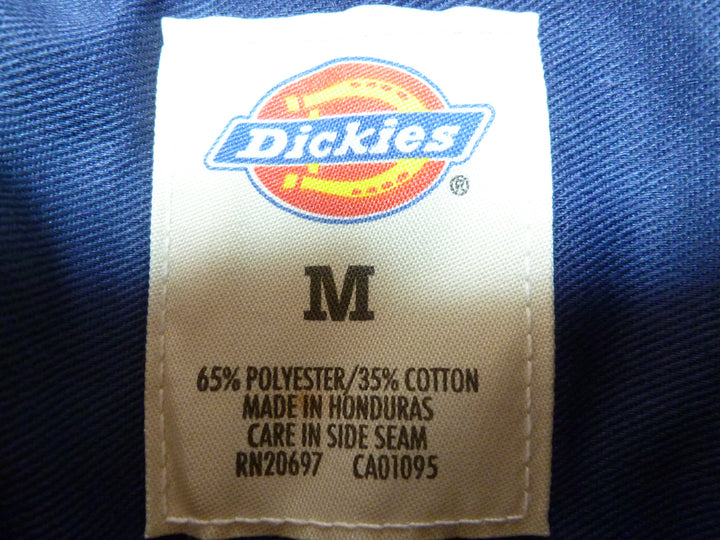 Dickies
®
M
65% POLYESTER/35% COTTON
MADE IN HONDURAS
CARE IN SIDE SEAM
RN20697 CA01095